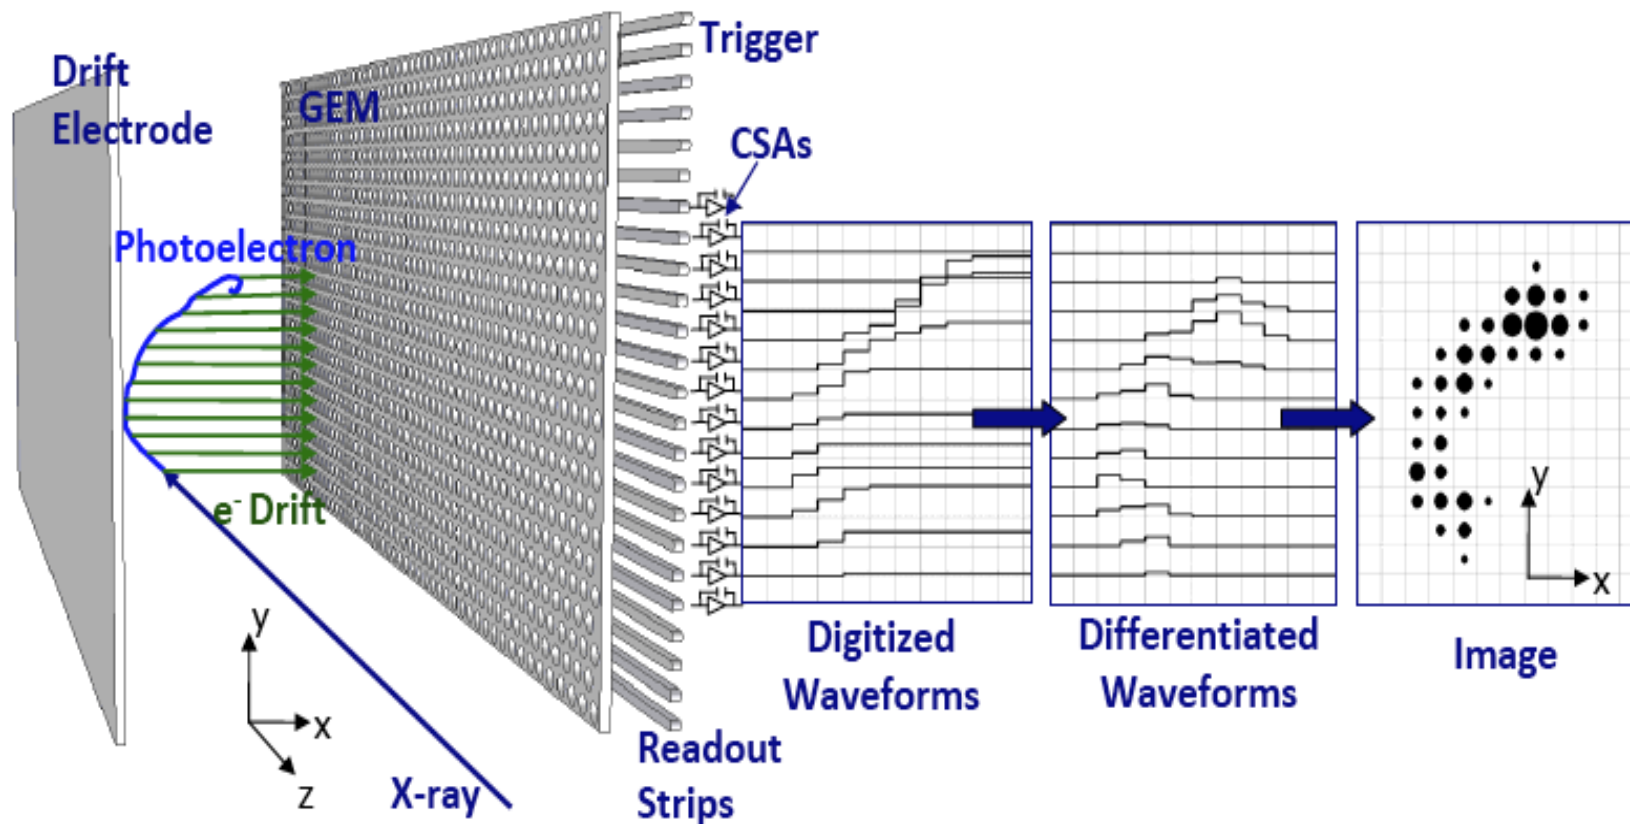 Drift
Electrode
GEM
Trigger
CSAs
Photoelectron
e- Drift
y
x
z
X-ray
Readout
Strips
Digitized
Waveforms
Differentiated
Waveforms
y
x
Image